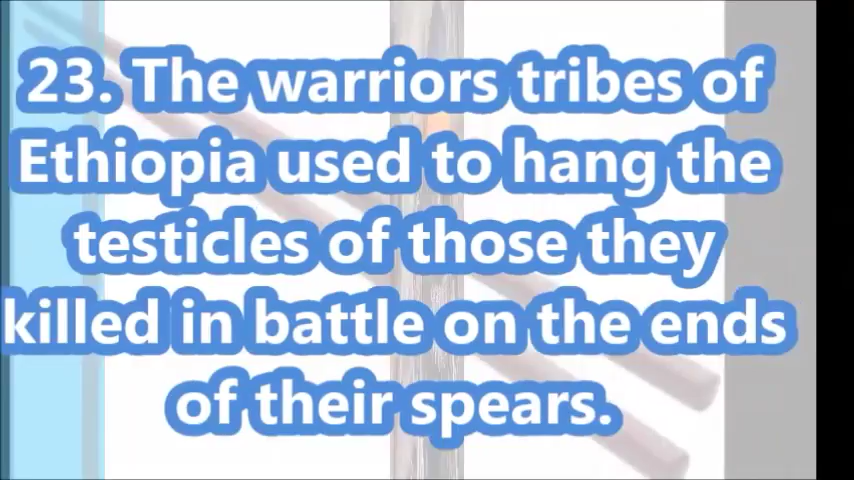 23. The warriors tribes of
Ethiopia used to hang the
testicles of those they
killed in battle on the ends
of their spears.